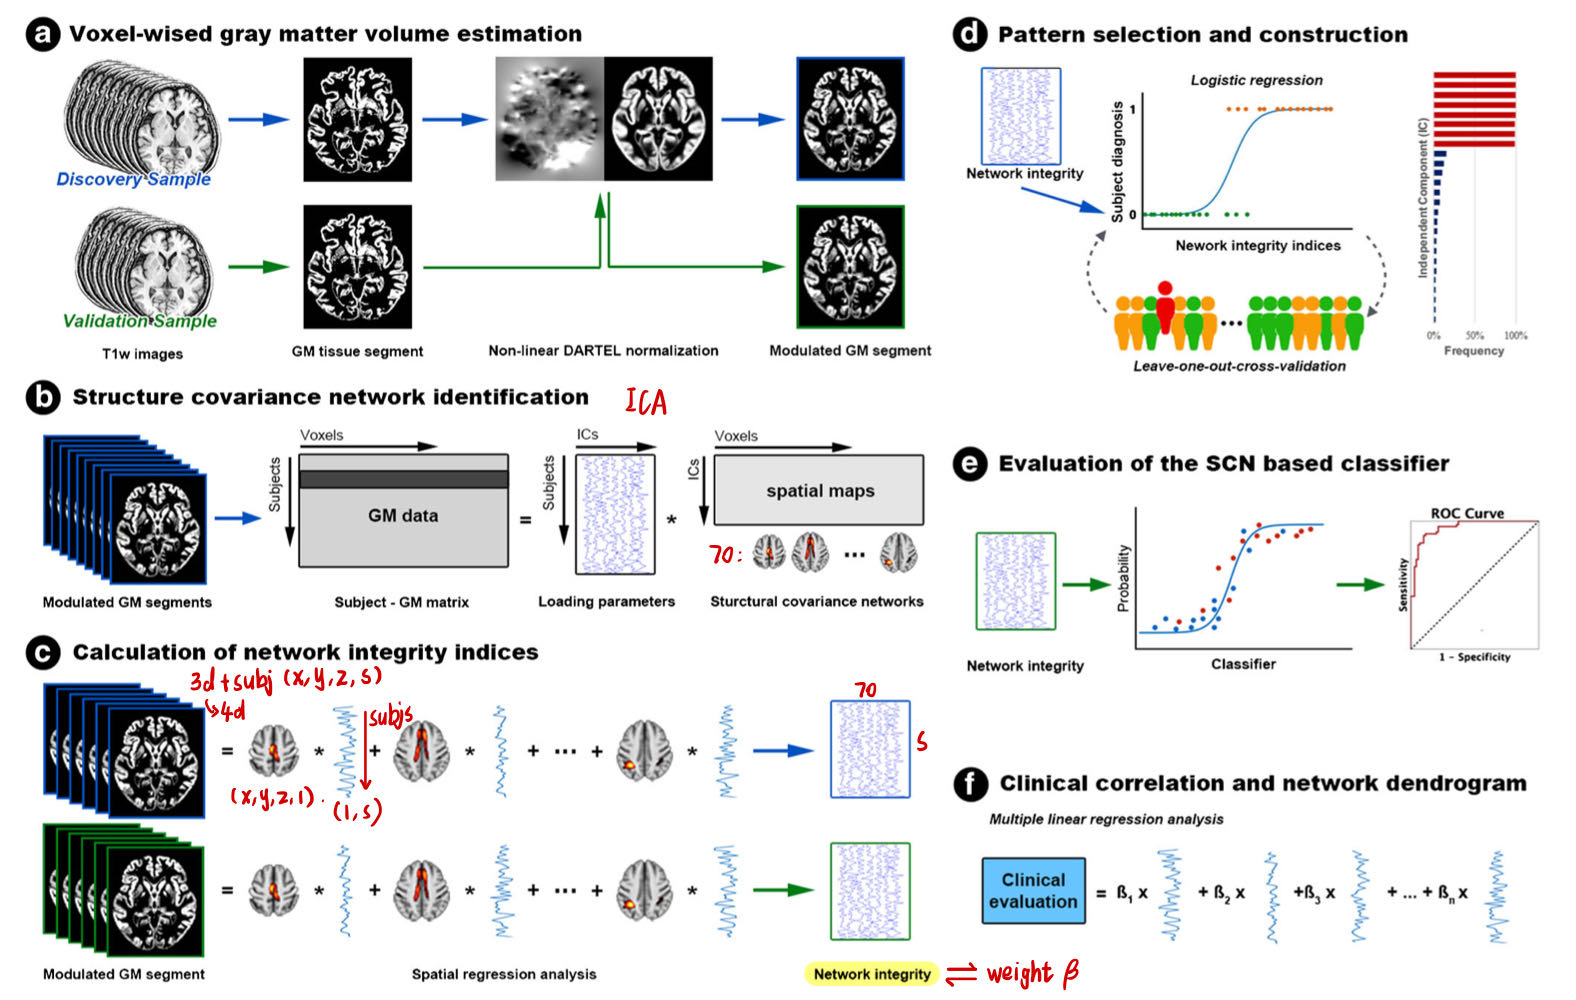 a Voxel-wised gray matter volume estimation
Discovery Sample
Validation Sample
T1w images
GM tissue segment
Non-linear DARTEL normalization
Modulated GM segment
b Structure covariance network identification
ICA
Voxels
Subjects
GM data
=
ICs
Subjects
*
Voxels
ICs
spatial maps
70:
...
Modulated GM segments
Subject - GM matrix
Loading parameters
Sturctural covariance networks
c Calculation of network integrity indices
3d + subj (x, y, z, s)
↳4d
subjs
= * + * + ... + *
(x, y, z, 1) .
(1, s)
70
S
= * + * + ... + *
Modulated GM segment
Spatial regression analysis
Network integrity ⇌ weight β
d Pattern selection and construction
Network integrity
Logistic regression
Subject diagnosis
1
0
Nework integrity indices
...
Leave-one-out-cross-validation
Independent Component (IC)
0% 50% 100%
Frequency
e Evaluation of the SCN based classifier
Network integrity
Probability
Classifier
ROC Curve
Sensitivity
1 - Specificity
f Clinical correlation and network dendrogram
Multiple linear regression analysis
Clinical
evaluation
= ß1 x + ß2 x +ß3 x + ... + ßn x